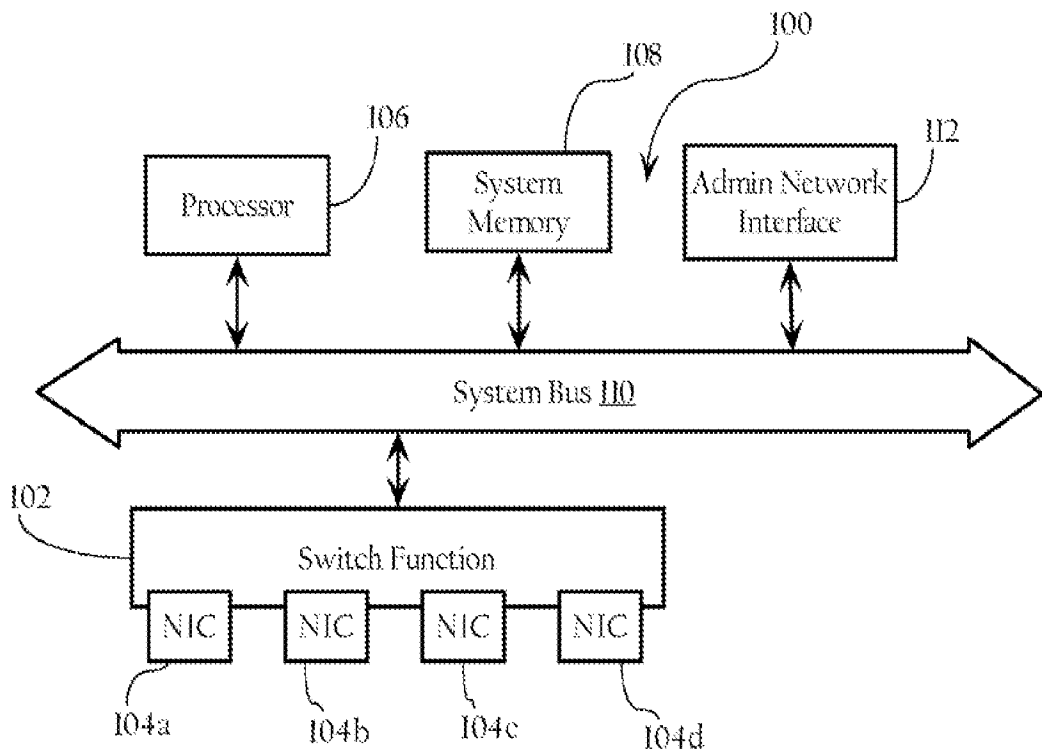 100
108
106
112
Processor
System
Memory
Admin Network
Interface
System Bus 110
102
Switch Function
NIC
NIC
NIC
NIC
104a
104b
104c
104d